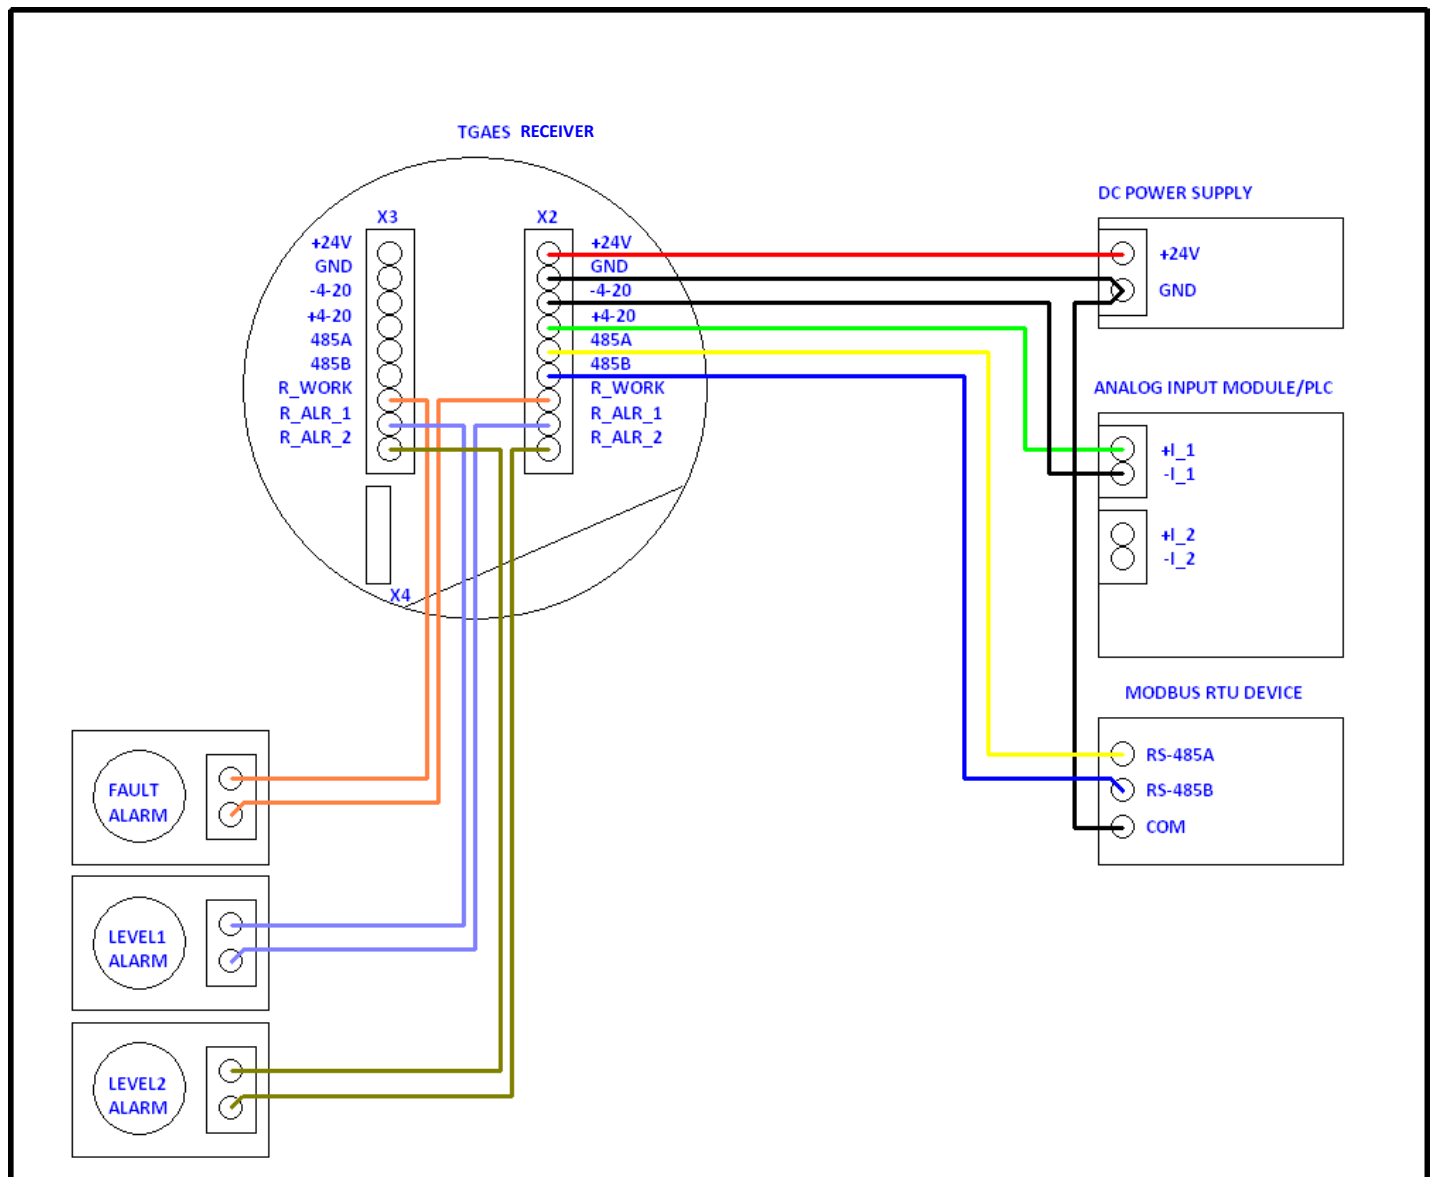 TGAES RECEIVER
X3
+24V
GND
-4-20
+4-20
485A
485B
R_WORK
R_ALR_1
R_ALR_2
X4
X2
+24V
GND
-4-20
+4-20
485A
485B
R_WORK
R_ALR_1
R_ALR_2
DC POWER SUPPLY
+24V
GND
ANALOG INPUT MODULE/PLC
+I_1
-I_1
+I_2
-I_2
MODBUS RTU DEVICE
RS-485A
RS-485B
COM
FAULT
ALARM
LEVEL1
ALARM
LEVEL2
ALARM